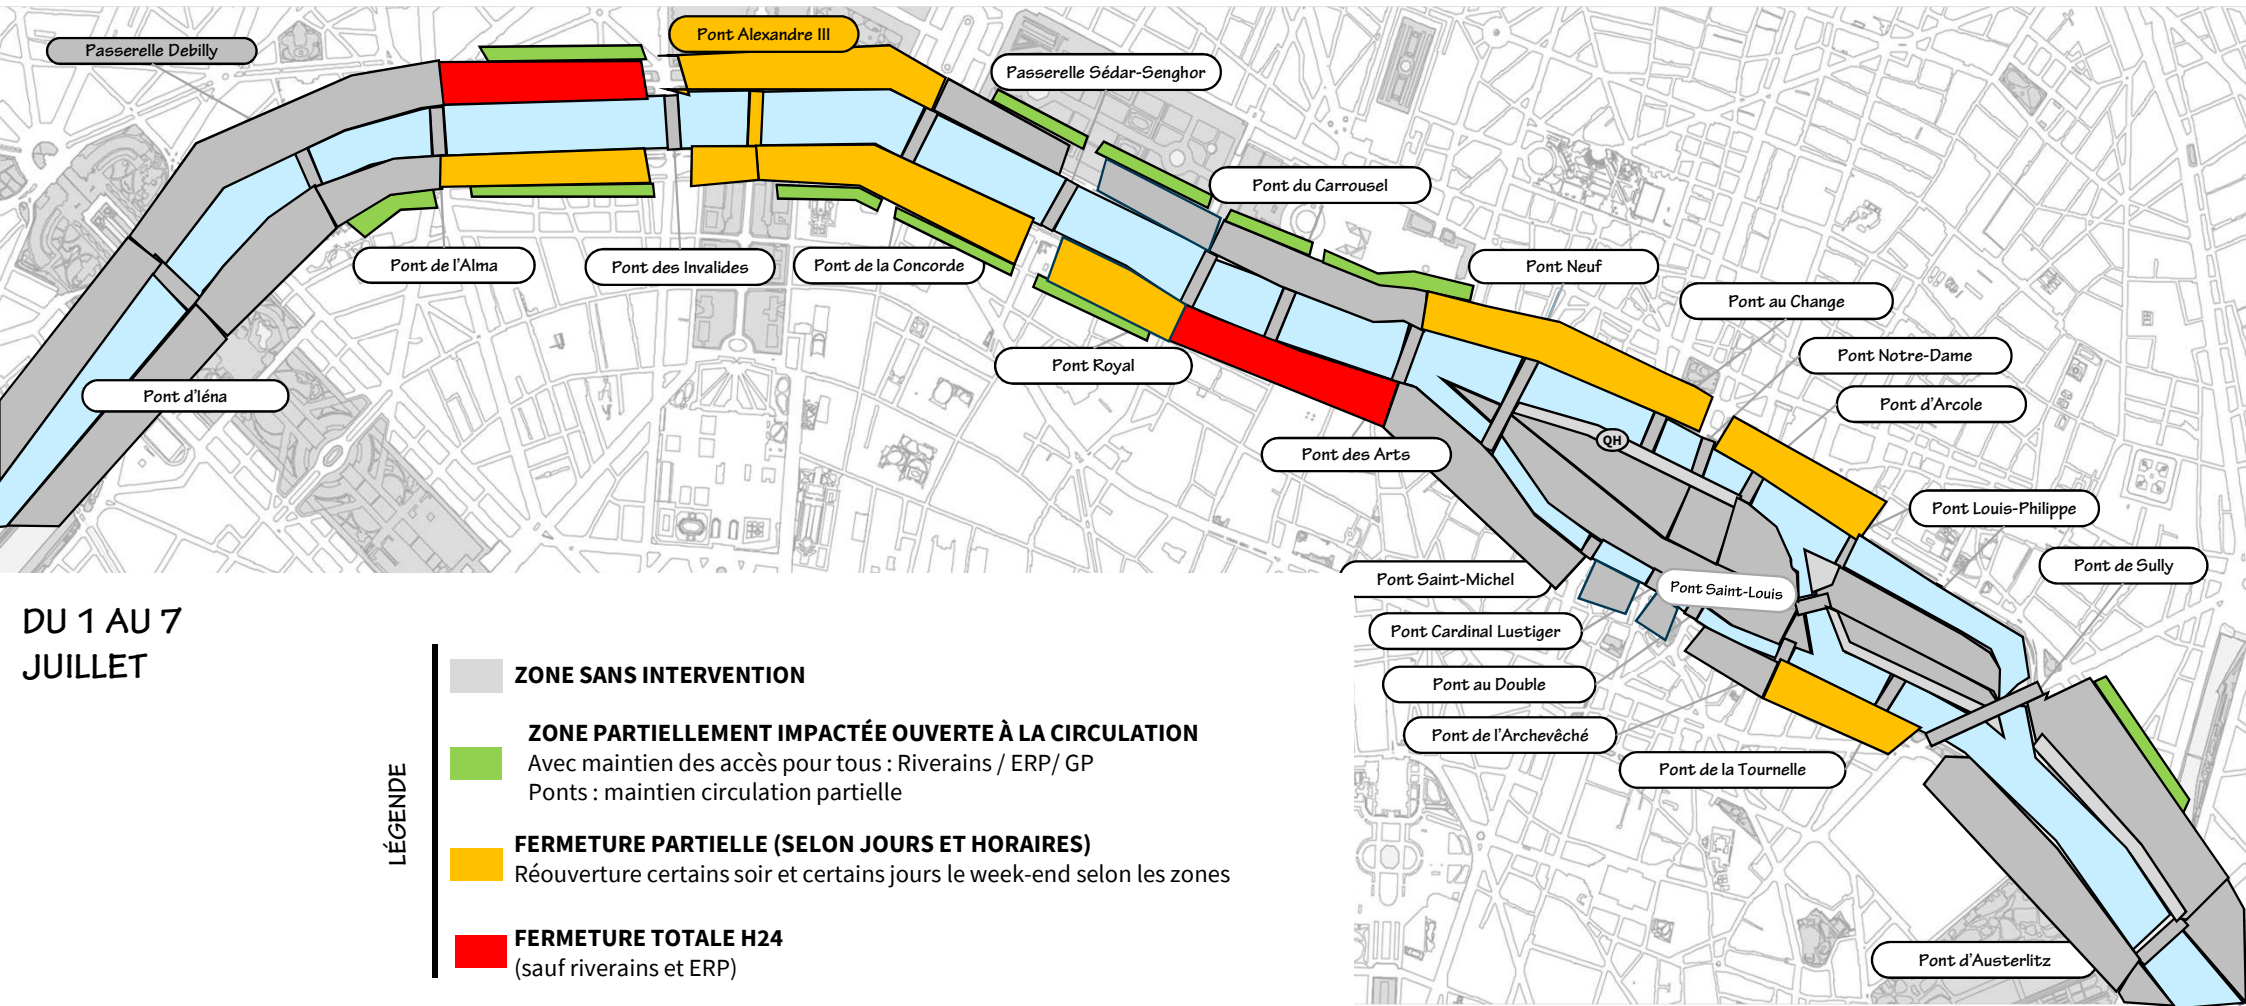 Passerelle Debilly
Pont Alexandre III
Passerelle Sédar-Senghor
Pont du Carrousel
Pont de l'Alma
Pont des Invalides
Pont de la Concorde
Pont Neuf
Pont au Change
Pont Notre-Dame
Pont d'Arcole
Pont Royal
Pont d'Iéna
QH
Pont des Arts
Pont Louis-Philippe
Pont de Sully
Pont Saint-Michel
Pont Saint-Louis
Pont Cardinal Lustiger
Pont au Double
Pont de l'Archevêché
Pont de la Tournelle
Pont d'Austerlitz
DU 1 AU 7
JUILLET
LÉGENDE
ZONE SANS INTERVENTION
ZONE PARTIELLEMENT IMPACTÉE OUVERTE À LA CIRCULATION
Avec maintien des accès pour tous : Riverains / ERP/ GP
Ponts : maintien circulation partielle
FERMETURE PARTIELLE (SELON JOURS ET HORAIRES)
Réouverture certains soir et certains jours le week-end selon les zones
FERMETURE TOTALE H24
(sauf riverains et ERP)